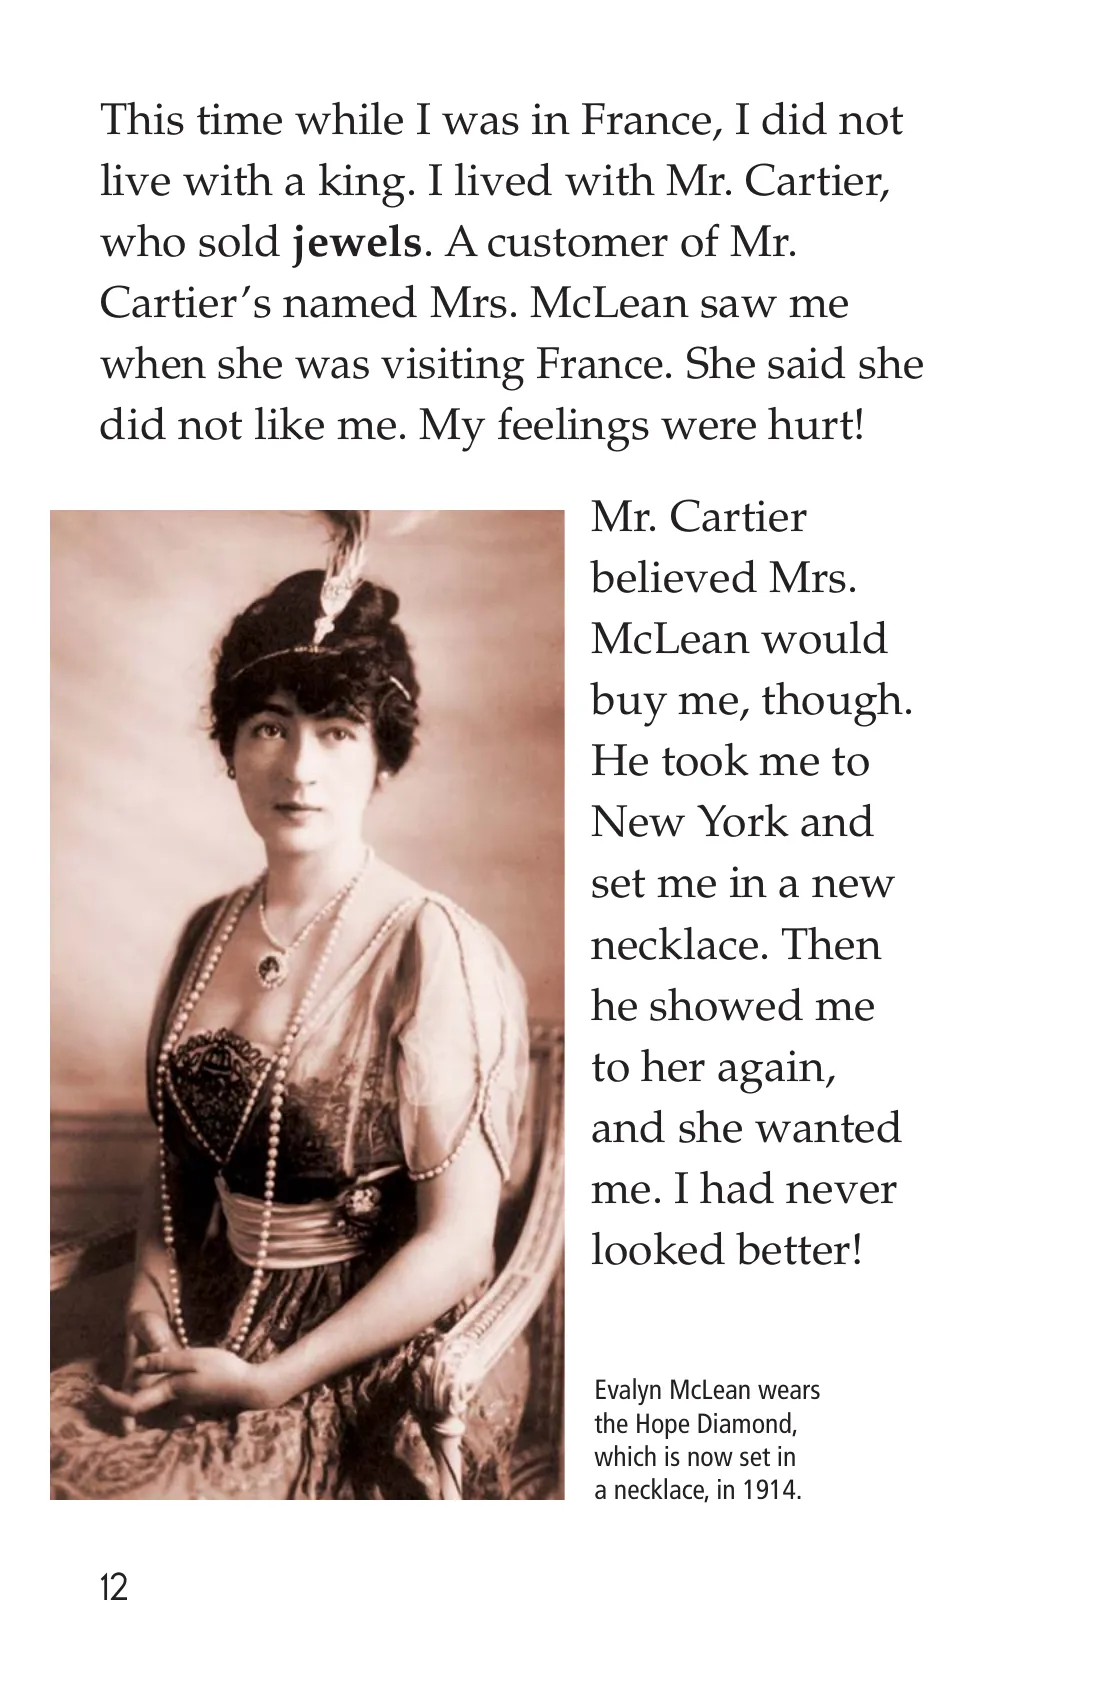 This time while I was in France, I did not
live with a king. I lived with Mr. Cartier,
who sold jewels. A customer of Mr.
Cartier’s named Mrs. McLean saw me
when she was visiting France. She said she
did not like me. My feelings were hurt!
Mr. Cartier
believed Mrs.
McLean would
buy me, though.
He took me to
New York and
set me in a new
necklace. Then
he showed me
to her again,
and she wanted
me. I had never
looked better!
Evalyn McLean wears
the Hope Diamond,
which is now set in
a necklace, in 1914.
12